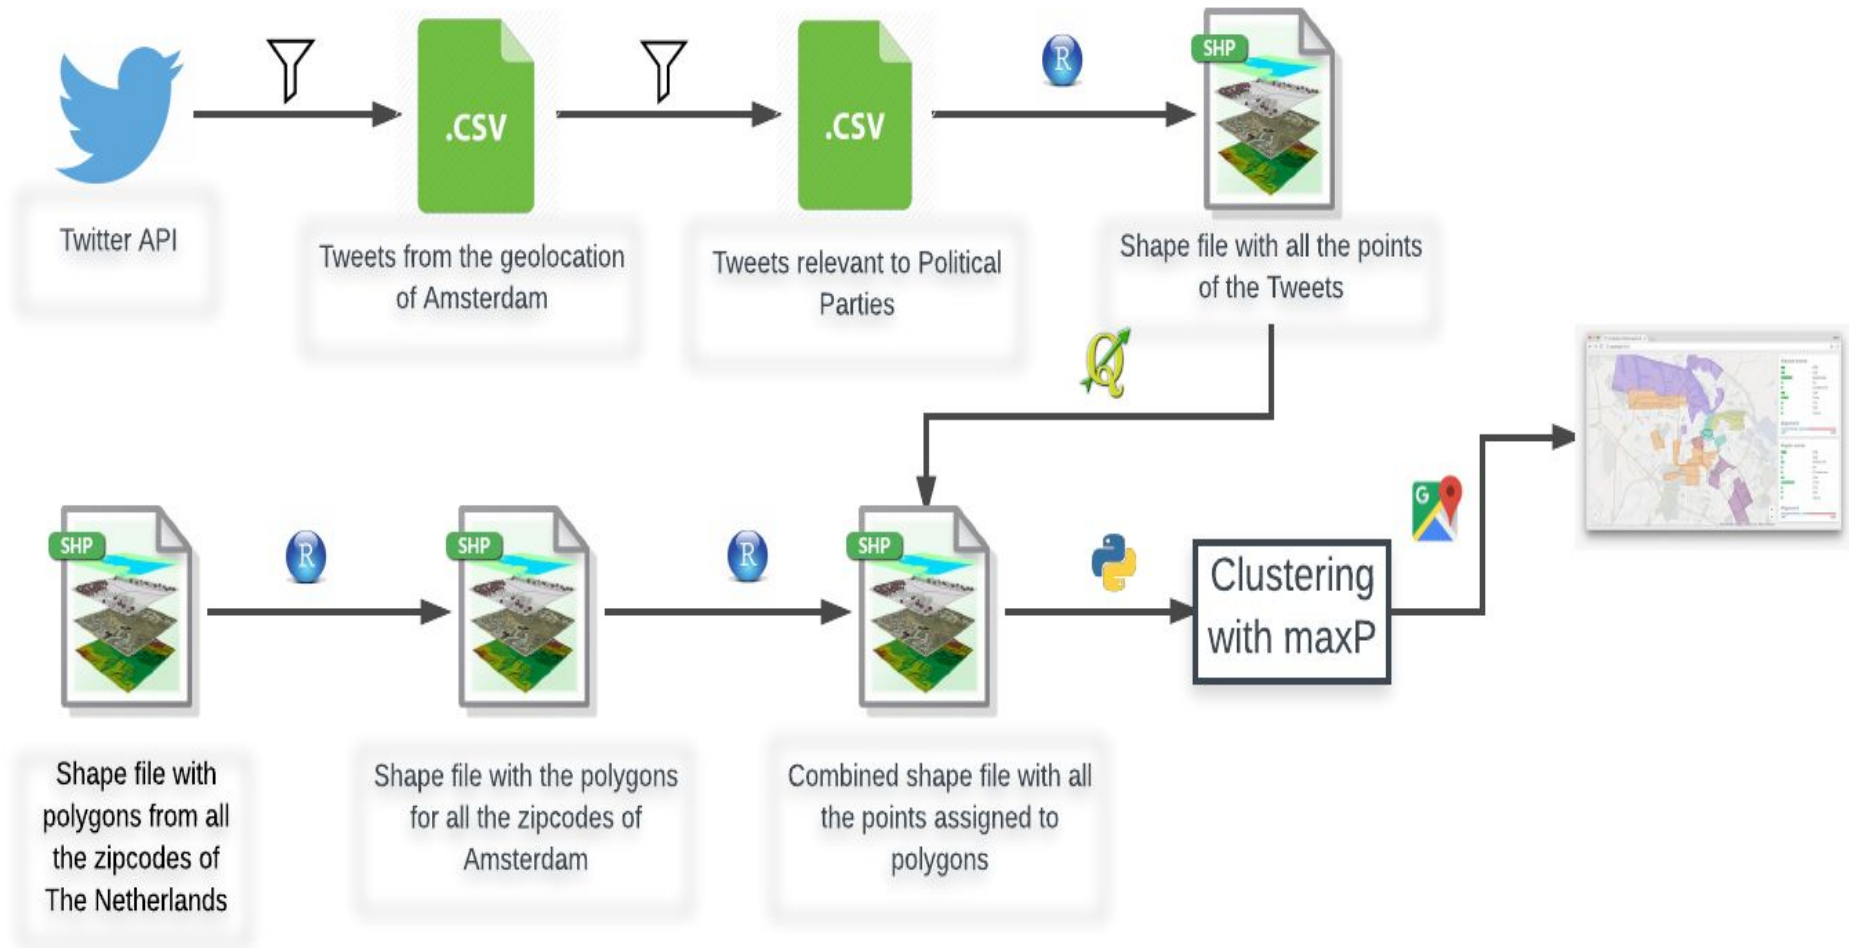 .CSV
.CSV
R
SHP
Twitter API
Tweets from the geolocation
of Amsterdam
Tweets relevant to Political
Parties
Shape file with all the points
of the Tweets
Q
SHP
R
SHP
R
SHP
G
Clustering
with maxP
Shape file with
polygons from all
the zipcodes of
The Netherlands
Shape file with the polygons
for all the zipcodes of
Amsterdam
Combined shape file with all
the points assigned to
polygons